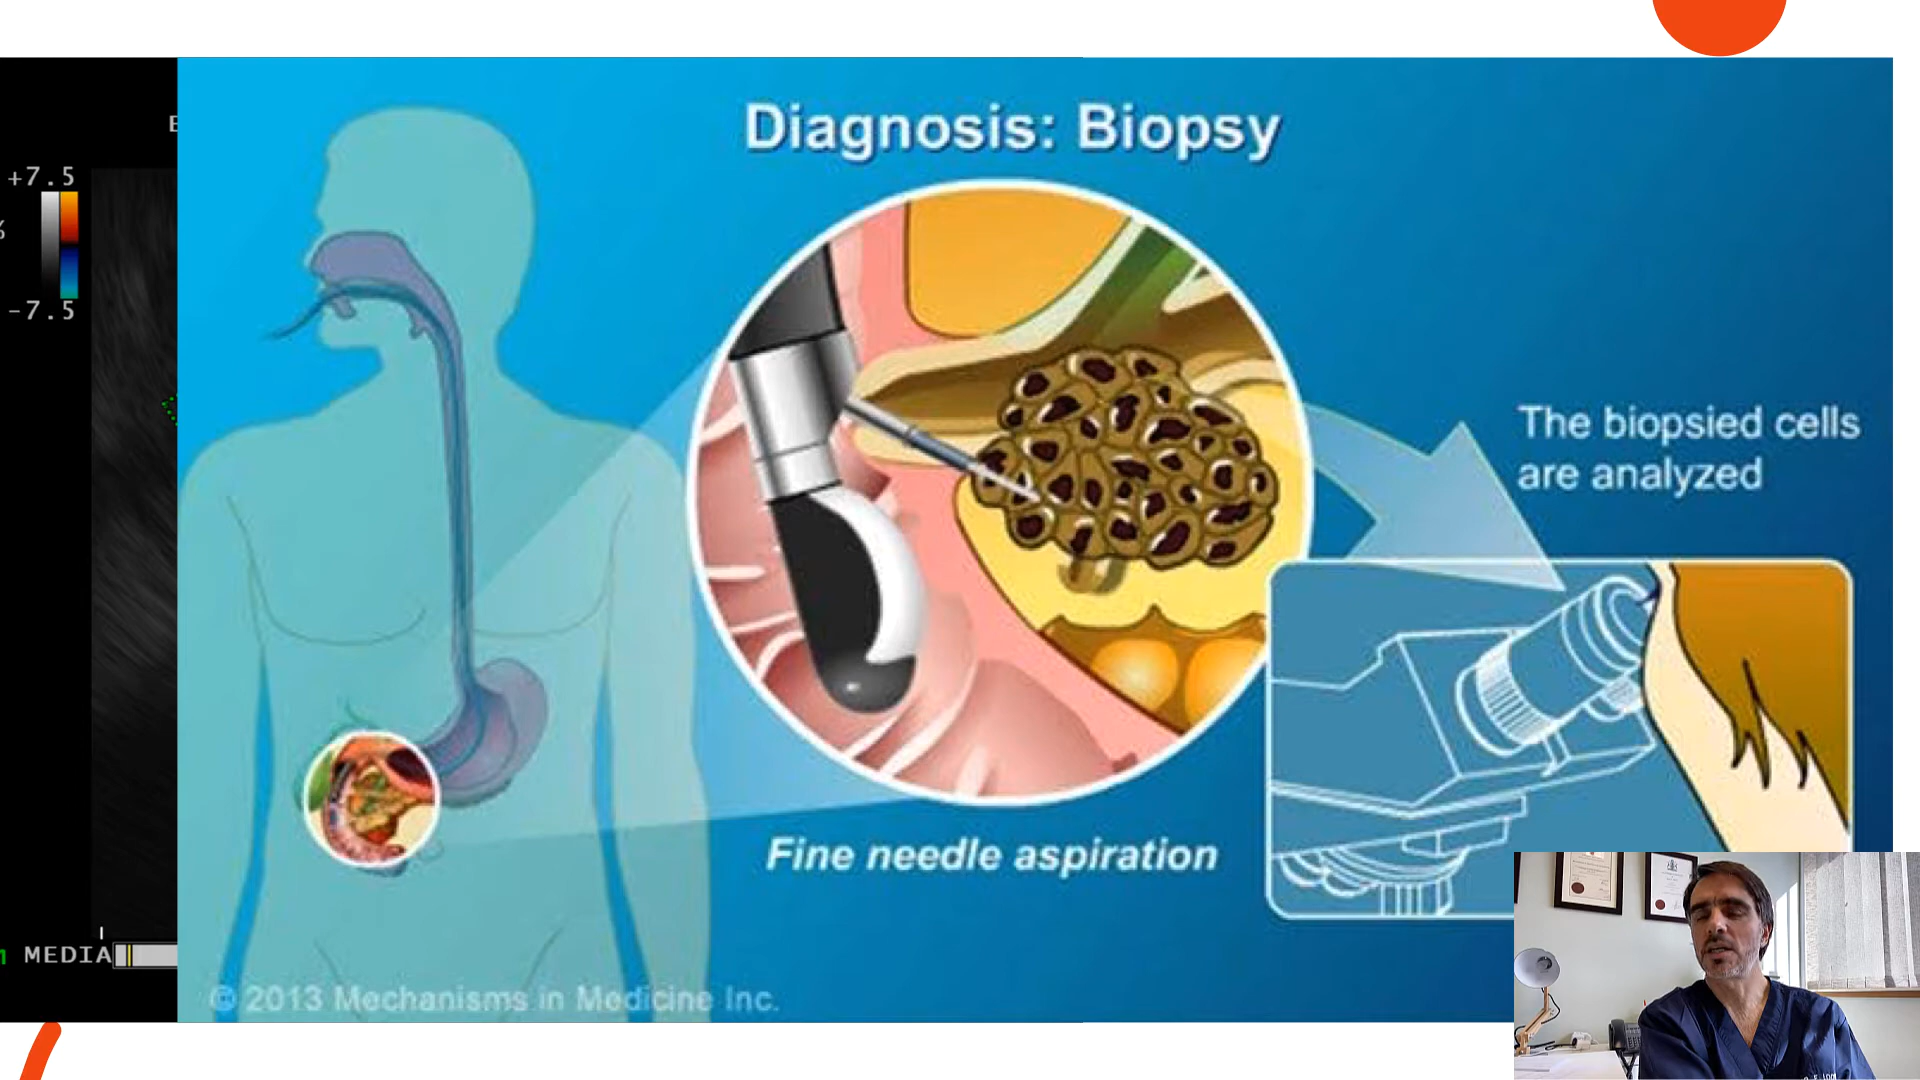 Diagnosis: Biopsy
+7.5
-7.5
The biopsied cells
are analyzed
Fine needle aspiration
MEDIA
© 2013 Mechanisms in Medicine Inc.